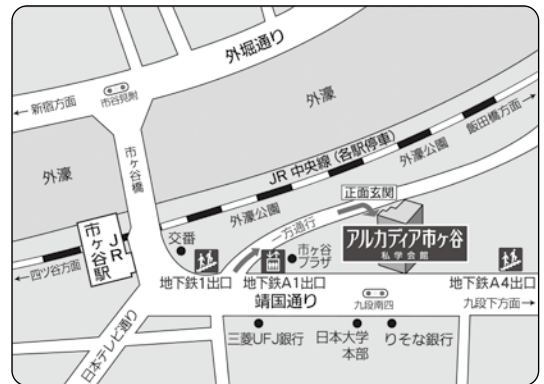 外堀通り
←新宿方面
市谷見附
外濠
飯田橋方面→
市ヶ谷橋
JR中央線(各駅停車)
外濠公園
外濠
正面玄関
外濠公園
一方通行
JR
市ヶ谷駅
交番
市ヶ谷
プラザ
アルカディア市ヶ谷
私学会館
←四ツ谷方面
地下鉄1出口
地下鉄A1出口
地下鉄A4出口
靖国通り
九段南四
九段下方面→
日本テレビ通り
三菱UFJ銀行
日本大学
本部
りそな銀行